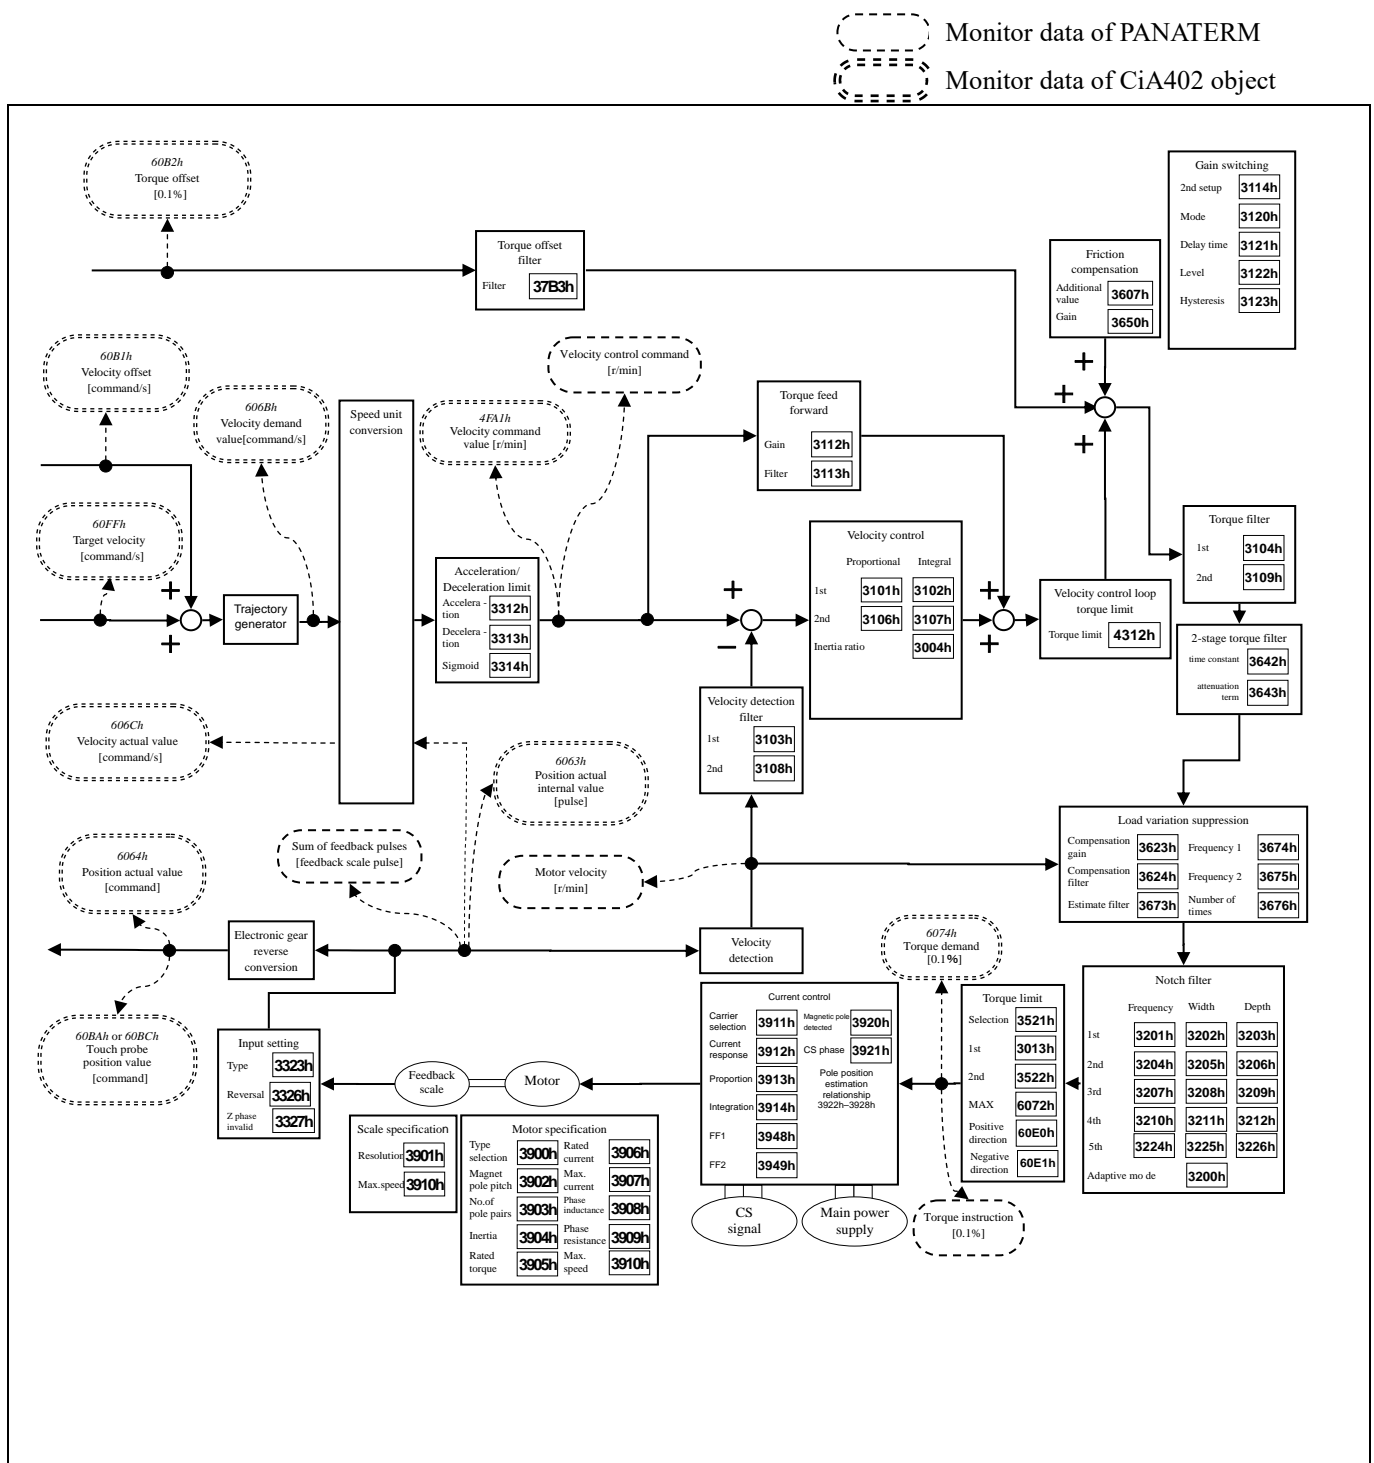 Monitor data of PANATERM
Monitor data of CiA402 object
60B2h
Torque offset
[0.1%]
Gain switching
2nd setup 3114h
Mode 3120h
Delay time 3121h
Level 3122h
Hysteresis 3123h
Torque offset
filter
Filter 37B3h
Friction
compensation
Additional
value 3607h
Gain 3650h
60B1h
Velocity offset
[command/s]
606Bh
Velocity demand
value[command/s]
Speed unit
conversion
4FA1h
Velocity command
value [r/min]
Velocity control command
[r/min]
Torque feed
forward
Gain 3112h
Filter 3113h
+
+
+
60FFh
Target velocity
[command/s]
+
+
Trajectory
generator
Acceleration/
Deceleration limit
Accelera -
tion 3312h
Decelera -
tion 3313h
Sigmoid 3314h
+
−
Velocity control
Proportional Integral
1st 3101h 3102h
2nd 3106h 3107h
Inertia ratio 3004h
+
+
Velocity control loop
torque limit
Torque limit 4312h
Torque filter
1st 3104h
2nd 3109h
2-stage torque filter
time constant 3642h
attenuation
term 3643h
606Ch
Velocity actual value
[command/s]
6063h
Position actual
internal value
[pulse]
Velocity detection
filter
1st 3103h
2nd 3108h
Load variation suppression
Compensation
gain 3623h Frequency 1 3674h
Compensation
filter 3624h Frequency 2 3675h
Estimate filter 3673h Number of
times 3676h
6064h
Position actual value
[command]
Sum of feedback pulses
[feedback scale pulse]
Motor velocity
[r/min]
Electronic gear
reverse
conversion
Velocity
detection
6074h
Torque demand
[0.1%]
60BAh or 60BCh
Touch probe
position value
[command]
Input setting
Type 3323h
Reversal 3326h
Z phase
invalid 3327h
Feedback
scale
Motor
Current control
Carrier
selection 3911h Magnetic pole
detected 3920h
Current
response 3912h CS phase 3921h
Proportion 3913h
Integration 3914h
FF1 3948h
FF2 3949h
Pole position
estimation
relationship
3922h–3928h
Torque limit
Selection 3521h
1st 3013h
2nd 3522h
MAX 6072h
Positive
direction 60E0h
Negative
direction 60E1h
Notch filter
Frequency Width Depth
1st 3201h 3202h 3203h
2nd 3204h 3205h 3206h
3rd 3207h 3208h 3209h
4th 3210h 3211h 3212h
5th 3224h 3225h 3226h
Adaptive mo de 3200h
Scale specification
Resolution 3901h
Max.speed 3910h
Motor specification
Type
selection 3900h Rated
current 3906h
Magnet
pole pitch 3902h Max.
current 3907h
No.of
pole pairs 3903h Phase
inductance 3908h
Inertia 3904h Phase
resistance 3909h
Rated
torque 3905h Max.
speed 3910h
CS
signal
Main power
supply
Torque instruction
[0.1%]